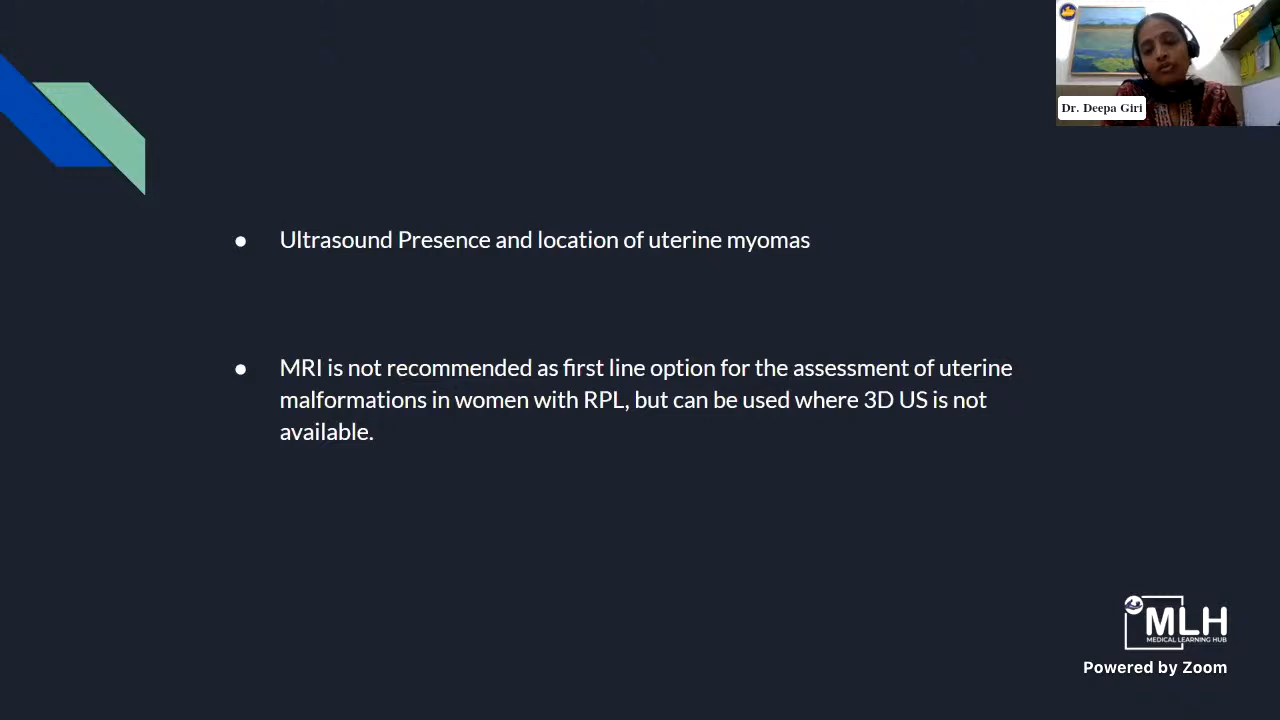 Dr. Deepa Giri
● Ultrasound Presence and location of uterine myomas
● MRI is not recommended as first line option for the assessment of uterine
malformations in women with RPL, but can be used where 3D US is not
available.
MLH
MEDICAL LEARNING HUB
Powered by Zoom